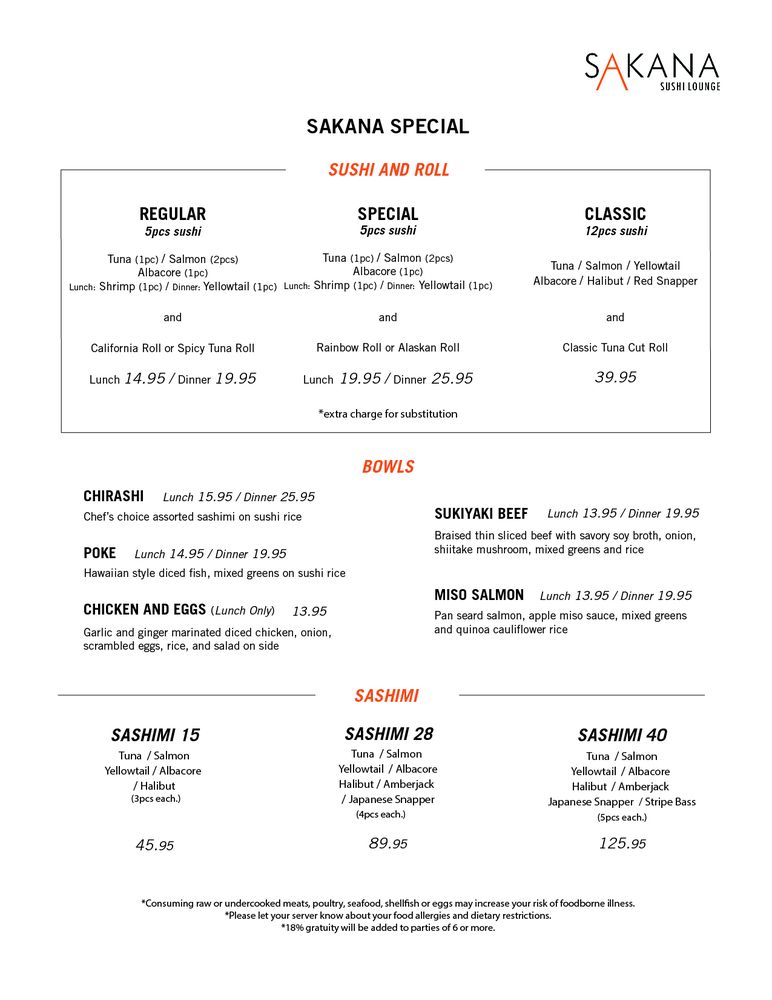 SAKANA
SUSHI LOUNGE
SAKANA SPECIAL
SUSHI AND ROLL
REGULAR
5pcs sushi
Tuna (1pc) / Salmon (2pcs)
Albacore (1pc)
Lunch: Shrimp (1pc) / Dinner: Yellowtail (1pc)
and
California Roll or Spicy Tuna Roll
Lunch 14.95 / Dinner 19.95
SPECIAL
5pcs sushi
Tuna (1pc) / Salmon (2pcs)
Albacore (1pc)
Lunch: Shrimp (1pc) / Dinner: Yellowtail (1pc)
and
Rainbow Roll or Alaskan Roll
Lunch 19.95 / Dinner 25.95
CLASSIC
12pcs sushi
Tuna / Salmon / Yellowtail
Albacore / Halibut / Red Snapper
and
Classic Tuna Cut Roll
39.95
*extra charge for substitution
BOWLS
CHIRASHI Lunch 15.95 / Dinner 25.95
Chef's choice assorted sashimi on sushi rice
POKE Lunch 14.95 / Dinner 19.95
Hawaiian style diced fish, mixed greens on sushi rice
CHICKEN AND EGGS (Lunch Only) 13.95
Garlic and ginger marinated diced chicken, onion,
scrambled eggs, rice, and salad on side
SUKIYAKI BEEF Lunch 13.95 / Dinner 19.95
Braised thin sliced beef with savory soy broth, onion,
shiitake mushroom, mixed greens and rice
MISO SALMON Lunch 13.95 / Dinner 19.95
Pan seard salmon, apple miso sauce, mixed greens
and quinoa cauliflower rice
SASHIMI
SASHIMI 15
Tuna / Salmon
Yellowtail / Albacore
/ Halibut
(3pcs each.)
45.95
SASHIMI 28
Tuna / Salmon
Yellowtail / Albacore
Halibut / Amberjack
/ Japanese Snapper
(4pcs each.)
89.95
SASHIMI 40
Tuna / Salmon
Yellowtail / Albacore
Halibut / Amberjack
Japanese Snapper / Stripe Bass
(5pcs each.)
125.95
*Consuming raw or undercooked meats, poultry, seafood, shellfish or eggs may increase your risk of foodborne illness.
*Please let your server know about your food allergies and dietary restrictions.
*18% gratuity will be added to parties of 6 or more.